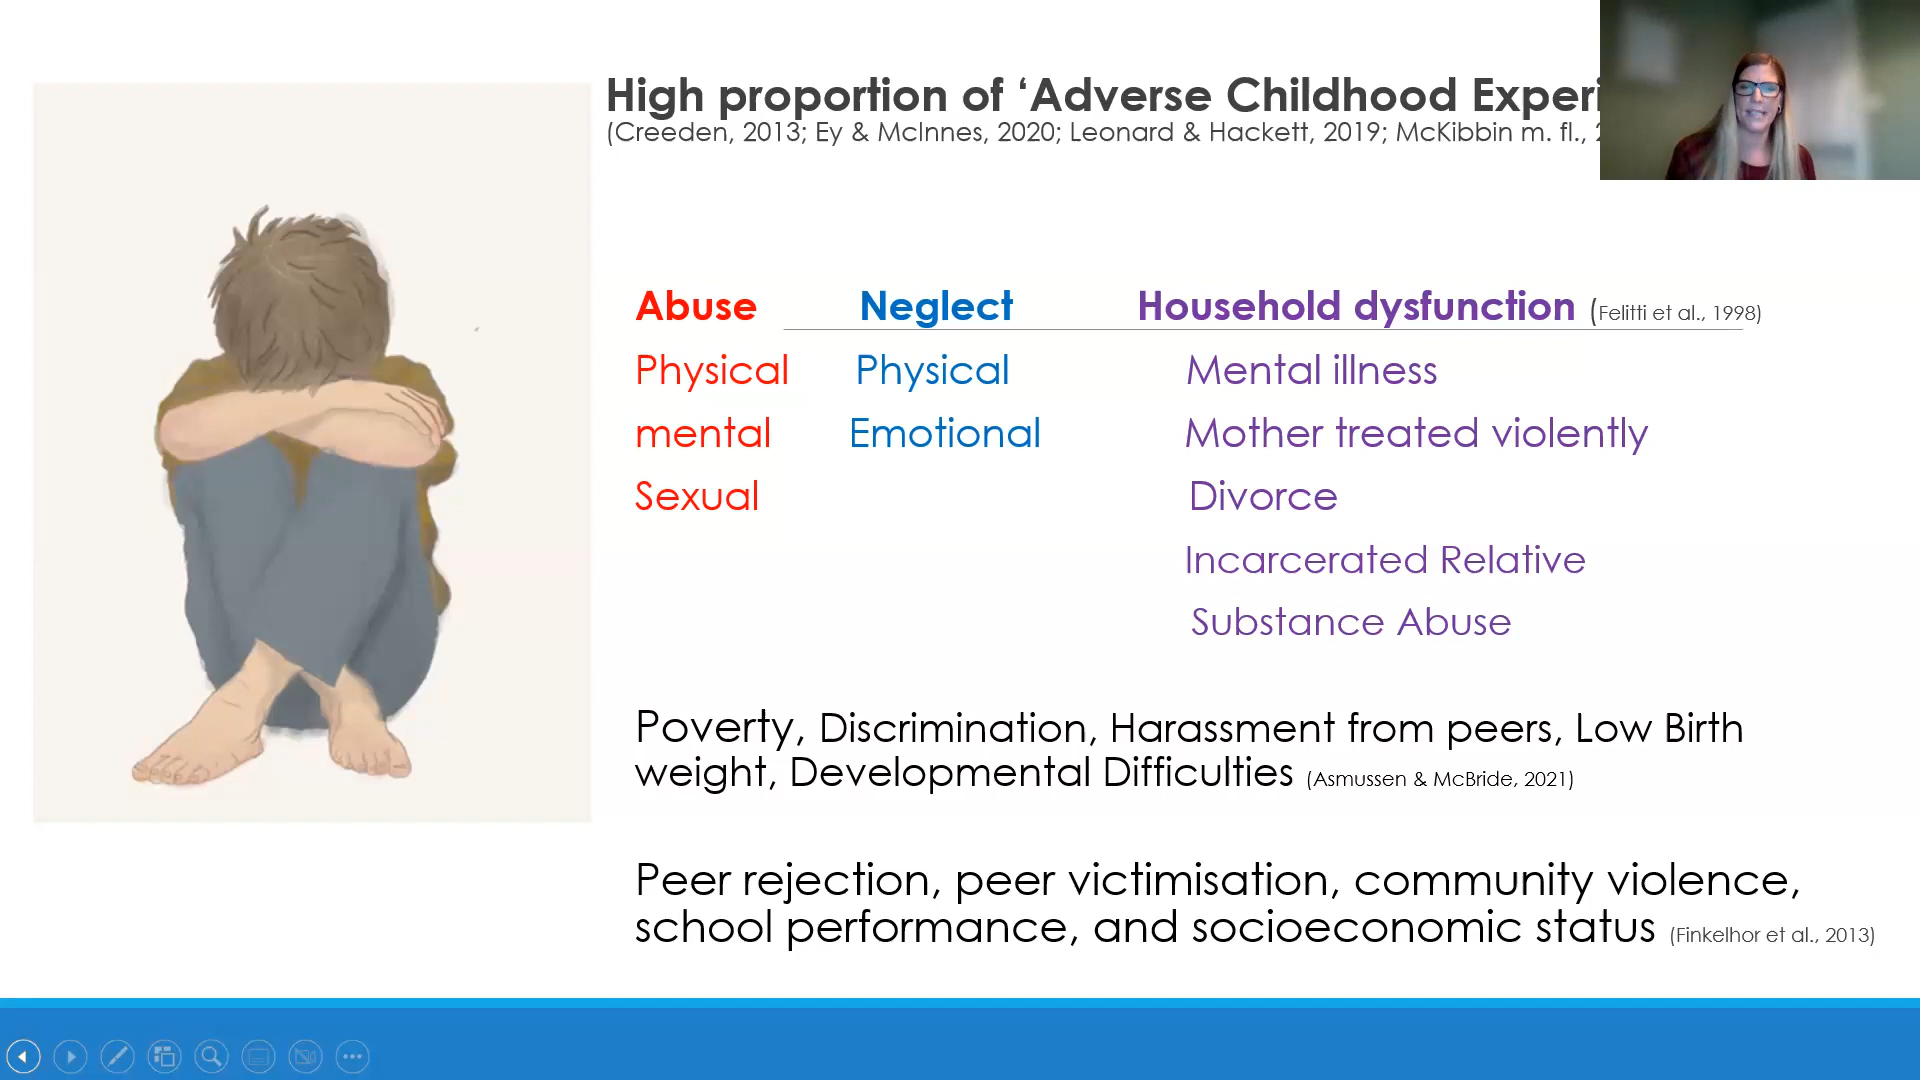 High proportion of ‘Adverse Childhood
(Creeden, 2013; Ey & McInnes, 2020; Leonard & Hackett, 2019; McKibbin m. fl.,
Abuse Neglect Household dysfunction (Felitti et al., 1998)
Physical Physical Mental illness
mental Emotional Mother treated violently
Sexual Divorce
Incarcerated Relative
Substance Abuse
Poverty, Discrimination, Harassment from peers, Low Birth
weight, Developmental Difficulties (Asmussen & McBride, 2021)
Peer rejection, peer victimisation, community violence,
school performance, and socioeconomic status (Finkelhor et al., 2013)